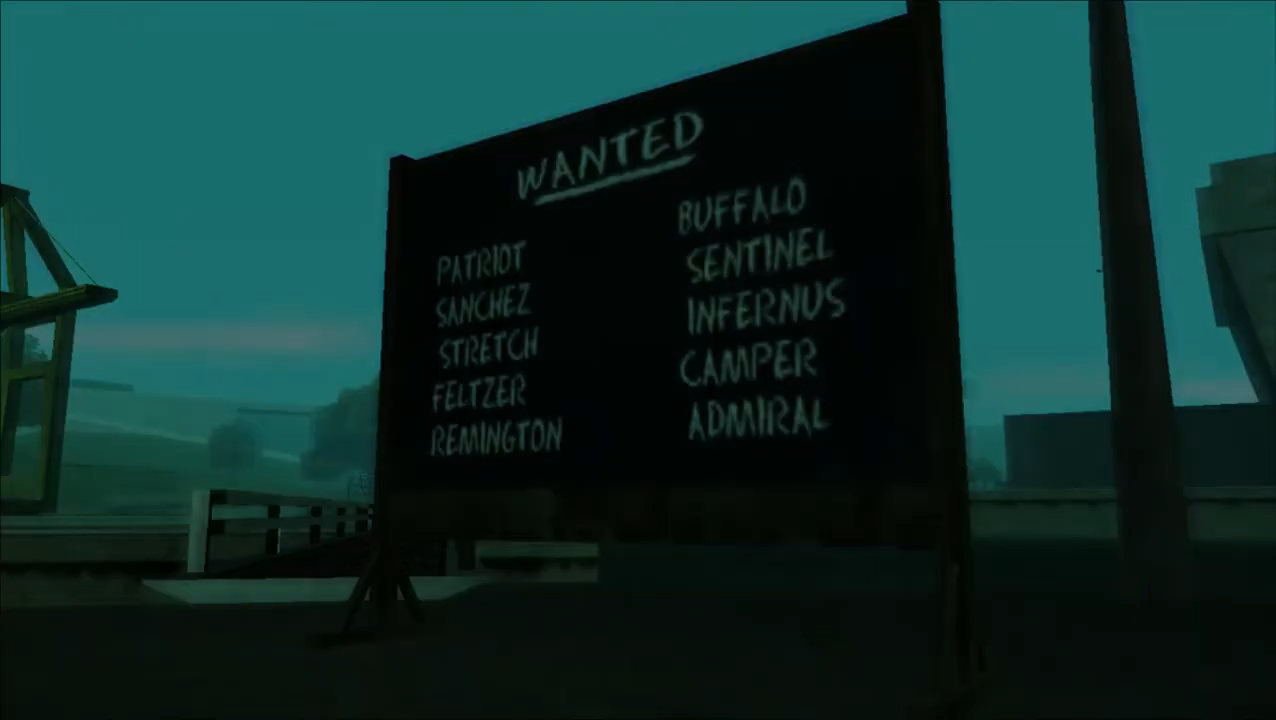 WANTED
PATRIOT
SANCHEZ
STRETCH
FELTZER
REMINGTON
BUFFALO
SENTINEL
INFERNUS
CAMPER
ADMIRAL